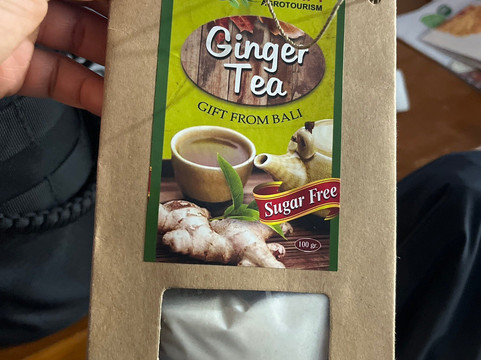 AGROTOURISM
Ginger
Tea
GIFT FROM BALI
Sugar Free
100 gr.